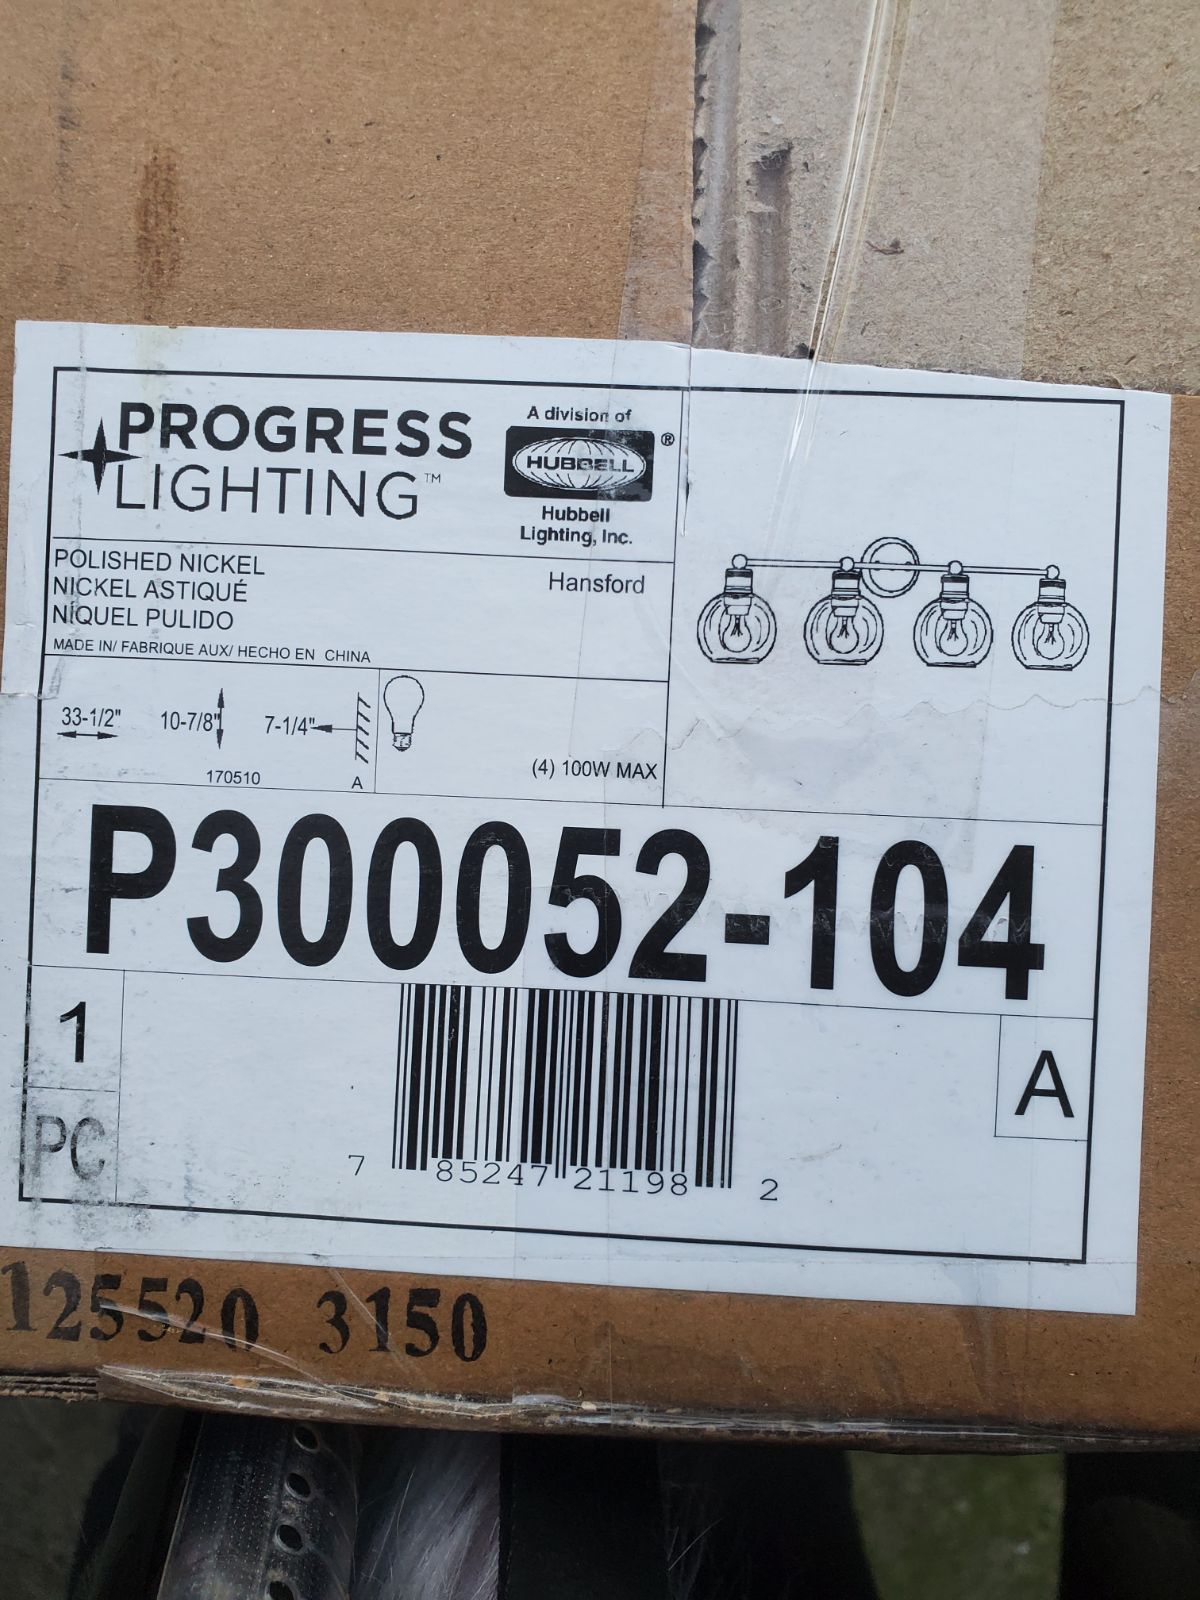 PROGRESS
LIGHTING™
A division of
HUBBELL®
Hubbell
Lighting, Inc.
POLISHED NICKEL
NICKEL ASTIQUÉ
NÍQUEL PULIDO
Hansford
MADE IN/ FABRIQUE AUX/ HECHO EN CHINA
33-1/2" 10-7/8" 7-1/4"
170510 A
(4) 100W MAX
P300052-104
1
PC
A
7 85247 21198 2
125520 3150